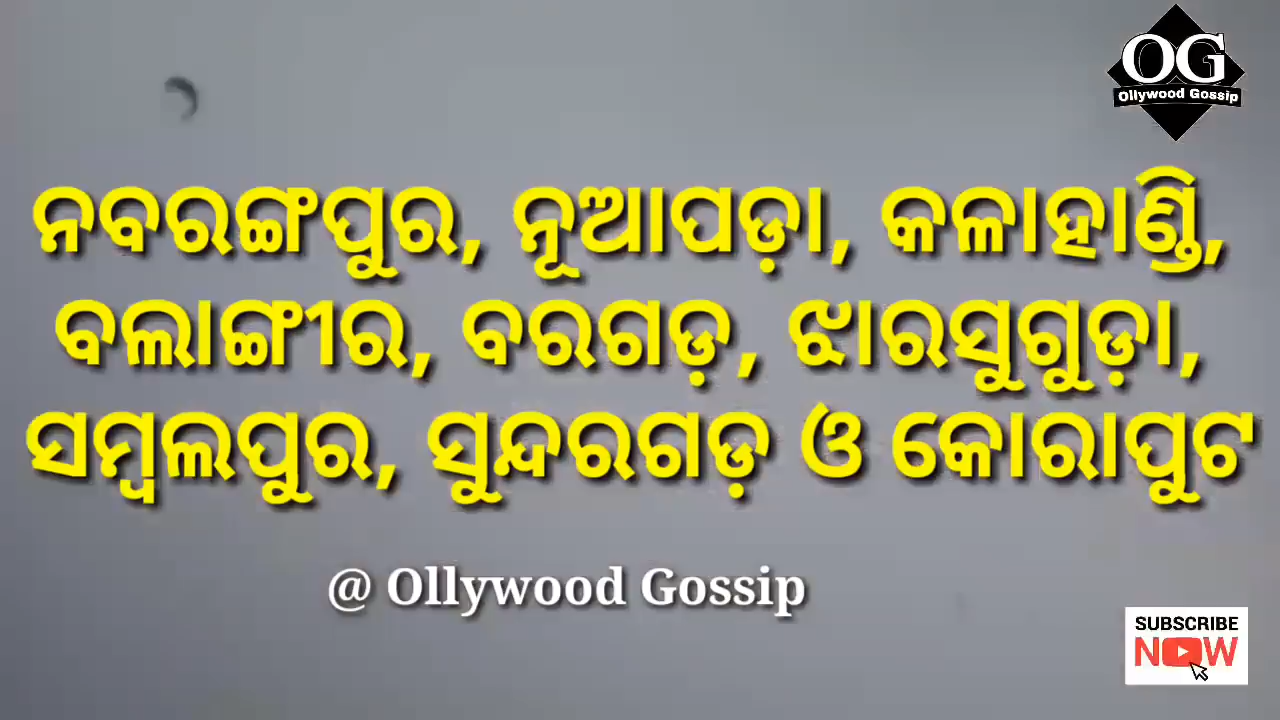 OG
Ollywood Gossip
ନବରଙ୍ଗପୁର, ନୂଆପଡ଼ା, କଳାହାଣ୍ଡି,
ବଲାଙ୍ଗୀର, ବରଗଡ଼, ଝାରସୁଗୁଡ଼ା,
ସମ୍ବଲପୁର, ସୁନ୍ଦରଗଡ଼ ଓ କୋରାପୁଟ
@ Ollywood Gossip
SUBSCRIBE
NOW